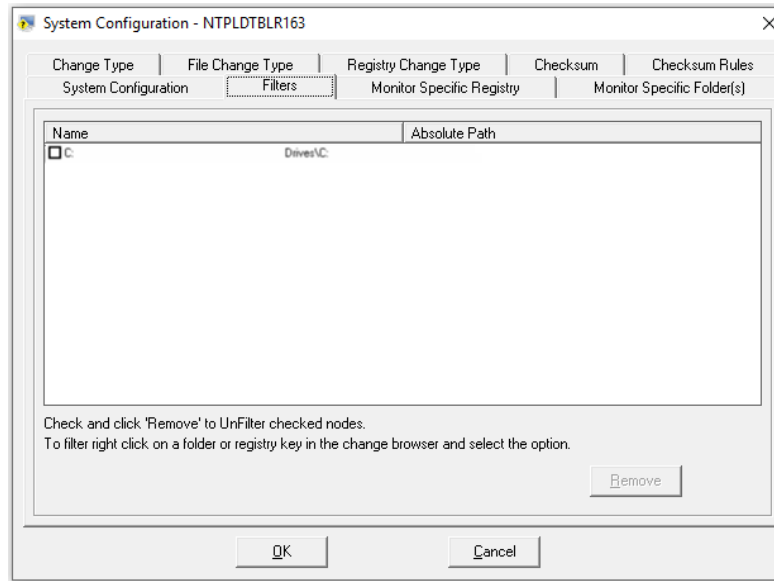 System Configuration - NTPLDTBLR163
Change Type File Change Type Registry Change Type Checksum Checksum Rules
System Configuration Filters Monitor Specific Registry Monitor Specific Folder(s)
Name Absolute Path
C: Drives\C:
Check and click 'Remove' to UnFilter checked nodes.
To filter right click on a folder or registry key in the change browser and select the option.
Remove
OK Cancel